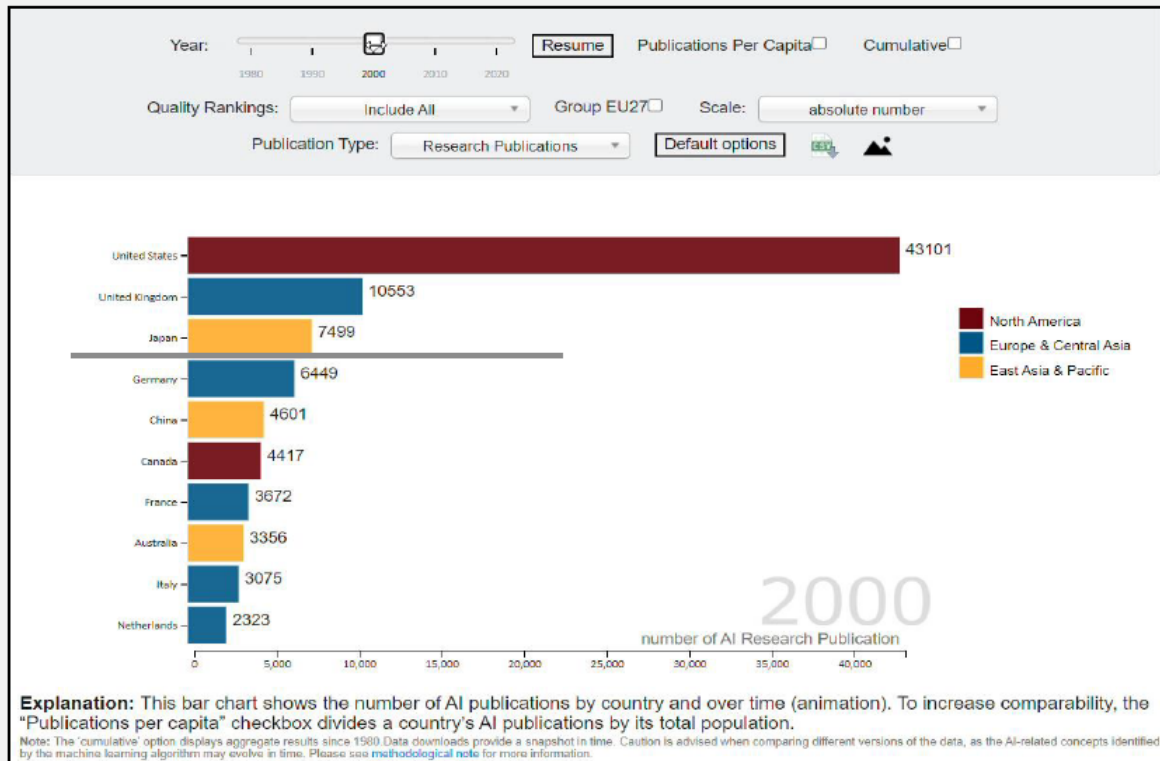 Year: Resume Publications Per Capita Cumulative
1980 1990 2000 2010 2020
Quality Rankings: Include All Group EU27 Scale: absolute number
Publication Type: Research Publications Default options CSV
United States 43101
United Kingdom 10553
Japan 7499
Germany 6449
China 4601
Canada 4417
France 3672
Australia 3356
Italy 3075
Netherlands 2323
North America
Europe & Central Asia
East Asia & Pacific
2000
number of AI Research Publication
0 5,000 10,000 15,000 20,000 25,000 30,000 35,000 40,000
Explanation: This bar chart shows the number of AI publications by country and over time (animation). To increase comparability, the
“Publications per capita” checkbox divides a country’s AI publications by its total population.
Note: The ‘cumulative’ option displays aggregate results since 1980.Data downloads provide a snapshot in time. Caution is advised when comparing different versions of the data, as the AI-related concepts identified
by the machine learning algorithm may evolve in time. Please see methodological note for more information.